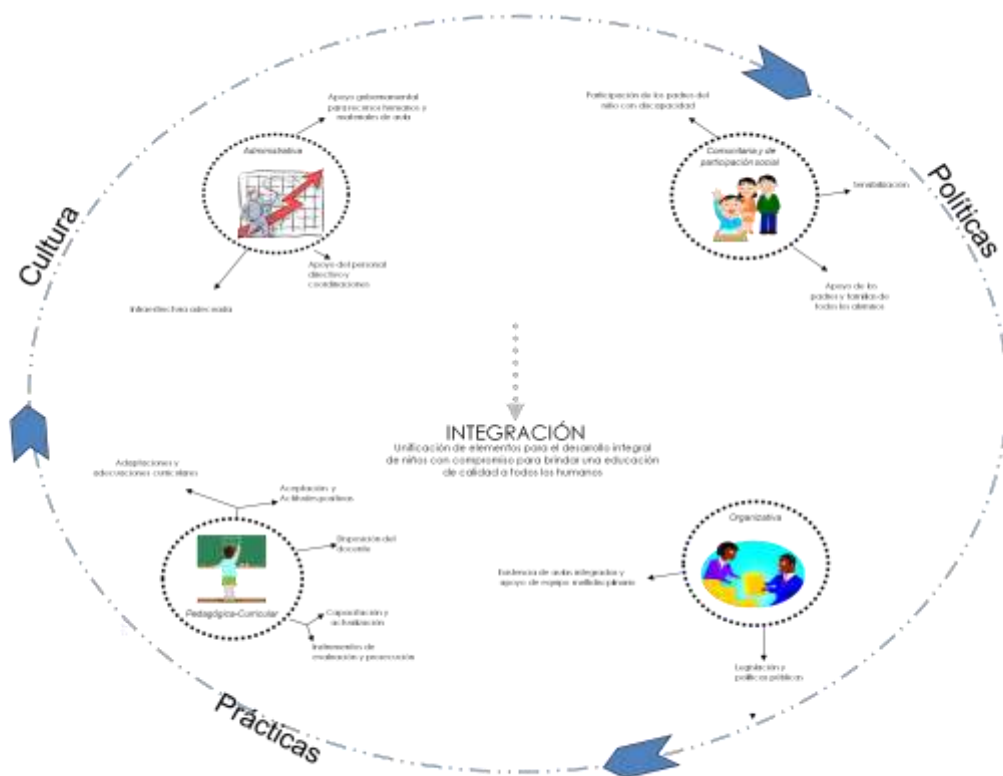 Apoyo gubernamental
para recursos humanos y
materiales de aula
Administrativa
Apoyo del personal
directivo y
coordinaciones
Infraestructura adecuada
Participación de los padres del
niño con discapacidad
Comunitaria y de
participación social
Sensibilización
Apoyo de los
padres y familias de
todos los alumnos
Cultura
Políticas
INTEGRACIÓN
Unificación de elementos para el desarrollo integral
de niños con compromiso para brindar una educación
de calidad a todos los humanos
Adaptaciones y
adecuaciones curriculares
Aceptación y
Actitudes positivas
Disposición del
docente
Pedagógica-Curricular
Capacitación y
actualización
Instrumentos de
evaluación y prosecución
Organizativa
Existencia de aulas integradas y
apoyo de equipo multidisciplinario
Legislación y
políticas públicas
Prácticas